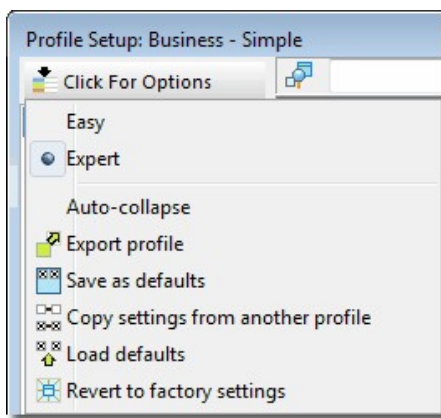 Profile Setup: Business - Simple
Click For Options
Easy
Expert
Auto-collapse
Export profile
Save as defaults
Copy settings from another profile
Load defaults
Revert to factory settings